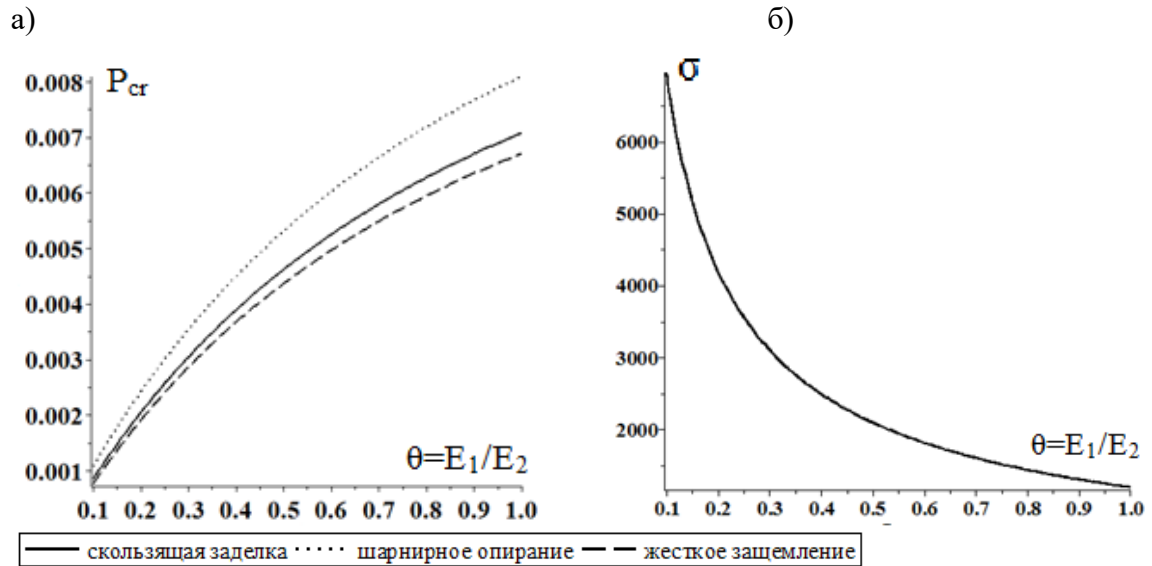 а)
б)
P_cr
0.008
0.007
0.006
0.005
0.004
0.003
0.002
0.001
θ=E₁/E₂
0.1 0.2 0.3 0.4 0.5 0.6 0.7 0.8 0.9 1.0
σ
6000
5000
4000
3000
2000
θ=E₁/E₂
0.1 0.2 0.3 0.4 0.5 0.6 0.7 0.8 0.9 1.0
скользящая заделка шарнирное опирание жесткое защемление